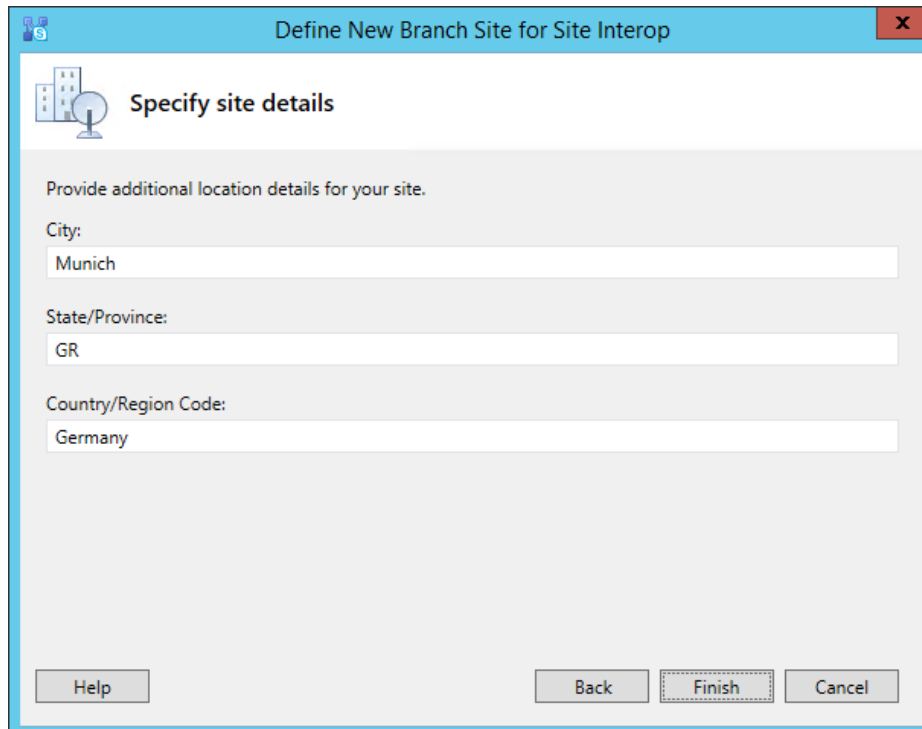 Define New Branch Site for Site Interop
x
Specify site details
Provide additional location details for your site.
City:
Munich
State/Province:
GR
Country/Region Code:
Germany
Help
Back
Finish
Cancel